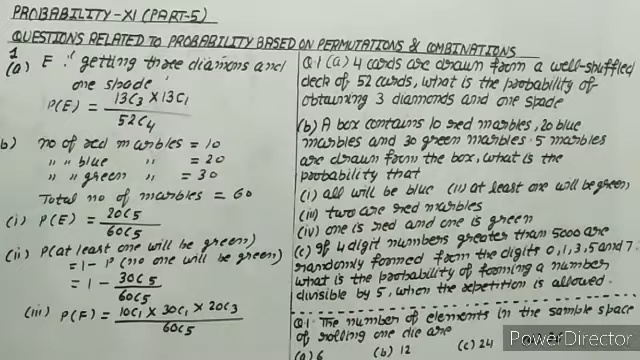 PROBABILITY-XI (PART-5)
QUESTIONS RELATED TO PROBABILITY BASED ON PERMUTATIONS & COMBINATIONS
1
(a) E: "getting three diamons and
one spade"
P(E) = 13C3 × 13C1
52C4
b) no of red marbles = 10
" " blue " = 20
" " green " = 30
Total no of marbles = 60
(i) P(E) = 20C5
60C5
(ii) P(at least one will be green)
= 1 - P(no one will be green)
= 1 - 30C5
60C5
(iii) P(F) = 10C1 × 30C1 × 20C3
60C5
Q.1 (a) 4 cards are drawn from a well-shuffled
deck of 52 cards, what is the probability of
obtaining 3 diamonds and one spade
(b) A box contains 10 red marbles, 20 blue
marbles and 30 green marbles. 5 marbles
are drawn from the box, what is the
probability that
(i) all will be blue (ii) at least one will be green
(iii) two are red marbles
(iv) one is red and one is green
(c) If 4 digit numbers greater than 5000 are
randomly formed from the digits 0, 1, 3, 5 and 7.
what is the probability of forming a number
divisible by 5, when the repetition is allowed.
Q.1 The number of elements in the sample space
of rolling one die are
(a) 6 (b) 12 (c) 24
PowerDirector